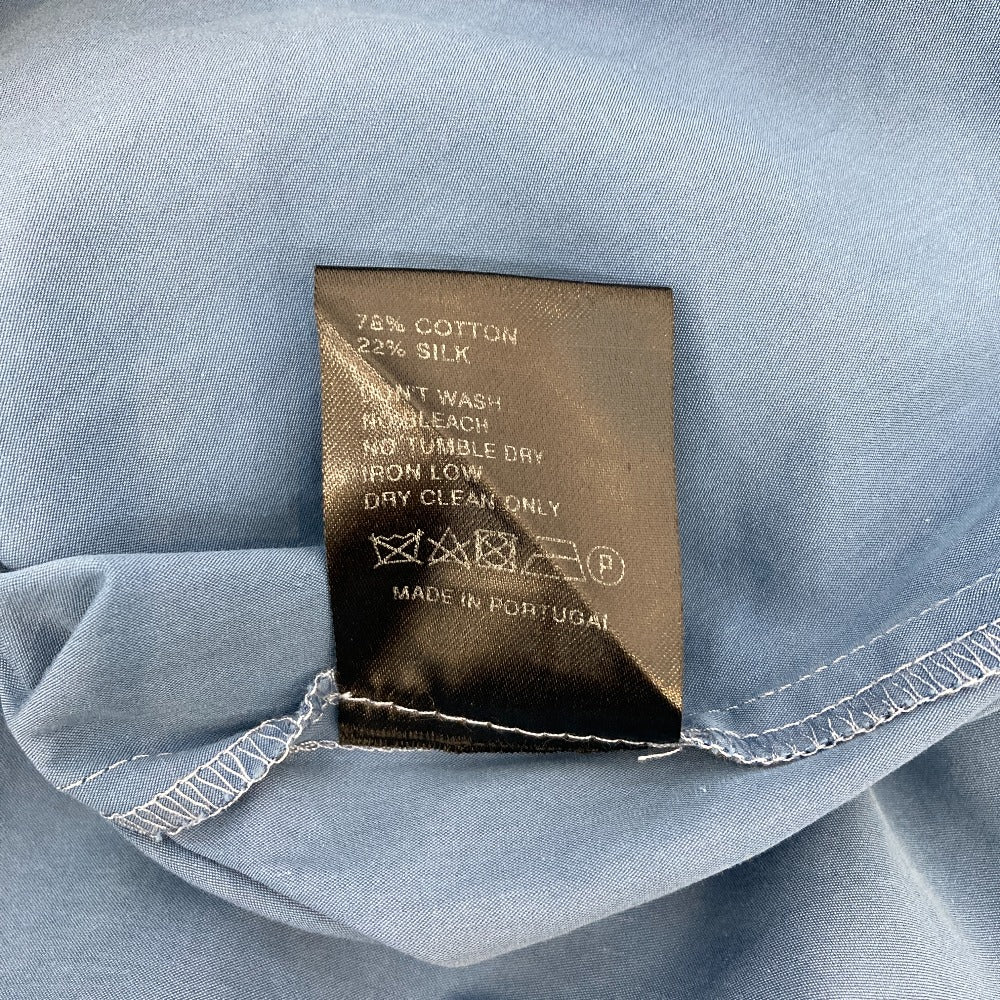 78% COTTON
22% SILK
DON'T WASH
NO BLEACH
NO TUMBLE DRY
IRON LOW
DRY CLEAN ONLY
P
MADE IN PORTUGAL